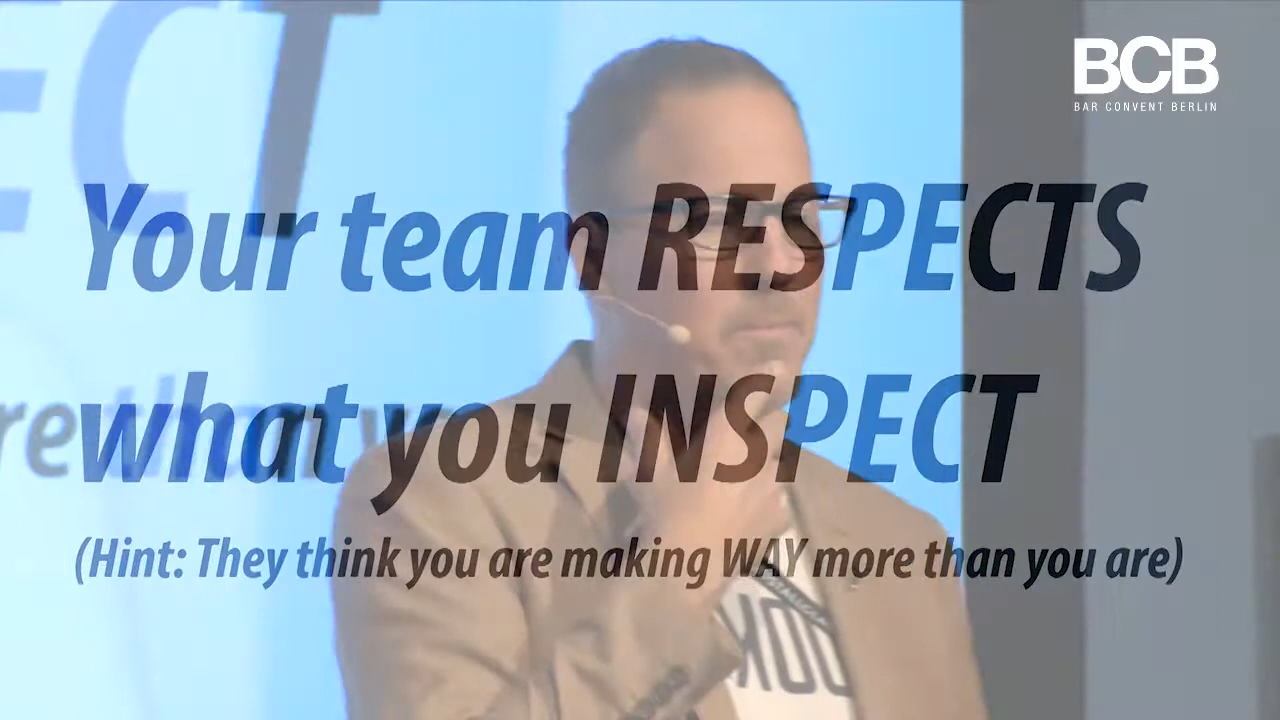 ECT
BCB
BAR CONVENT BERLIN
Your team RESPECTS
what you INSPECT
(Hint: They think you are making WAY more than you are)